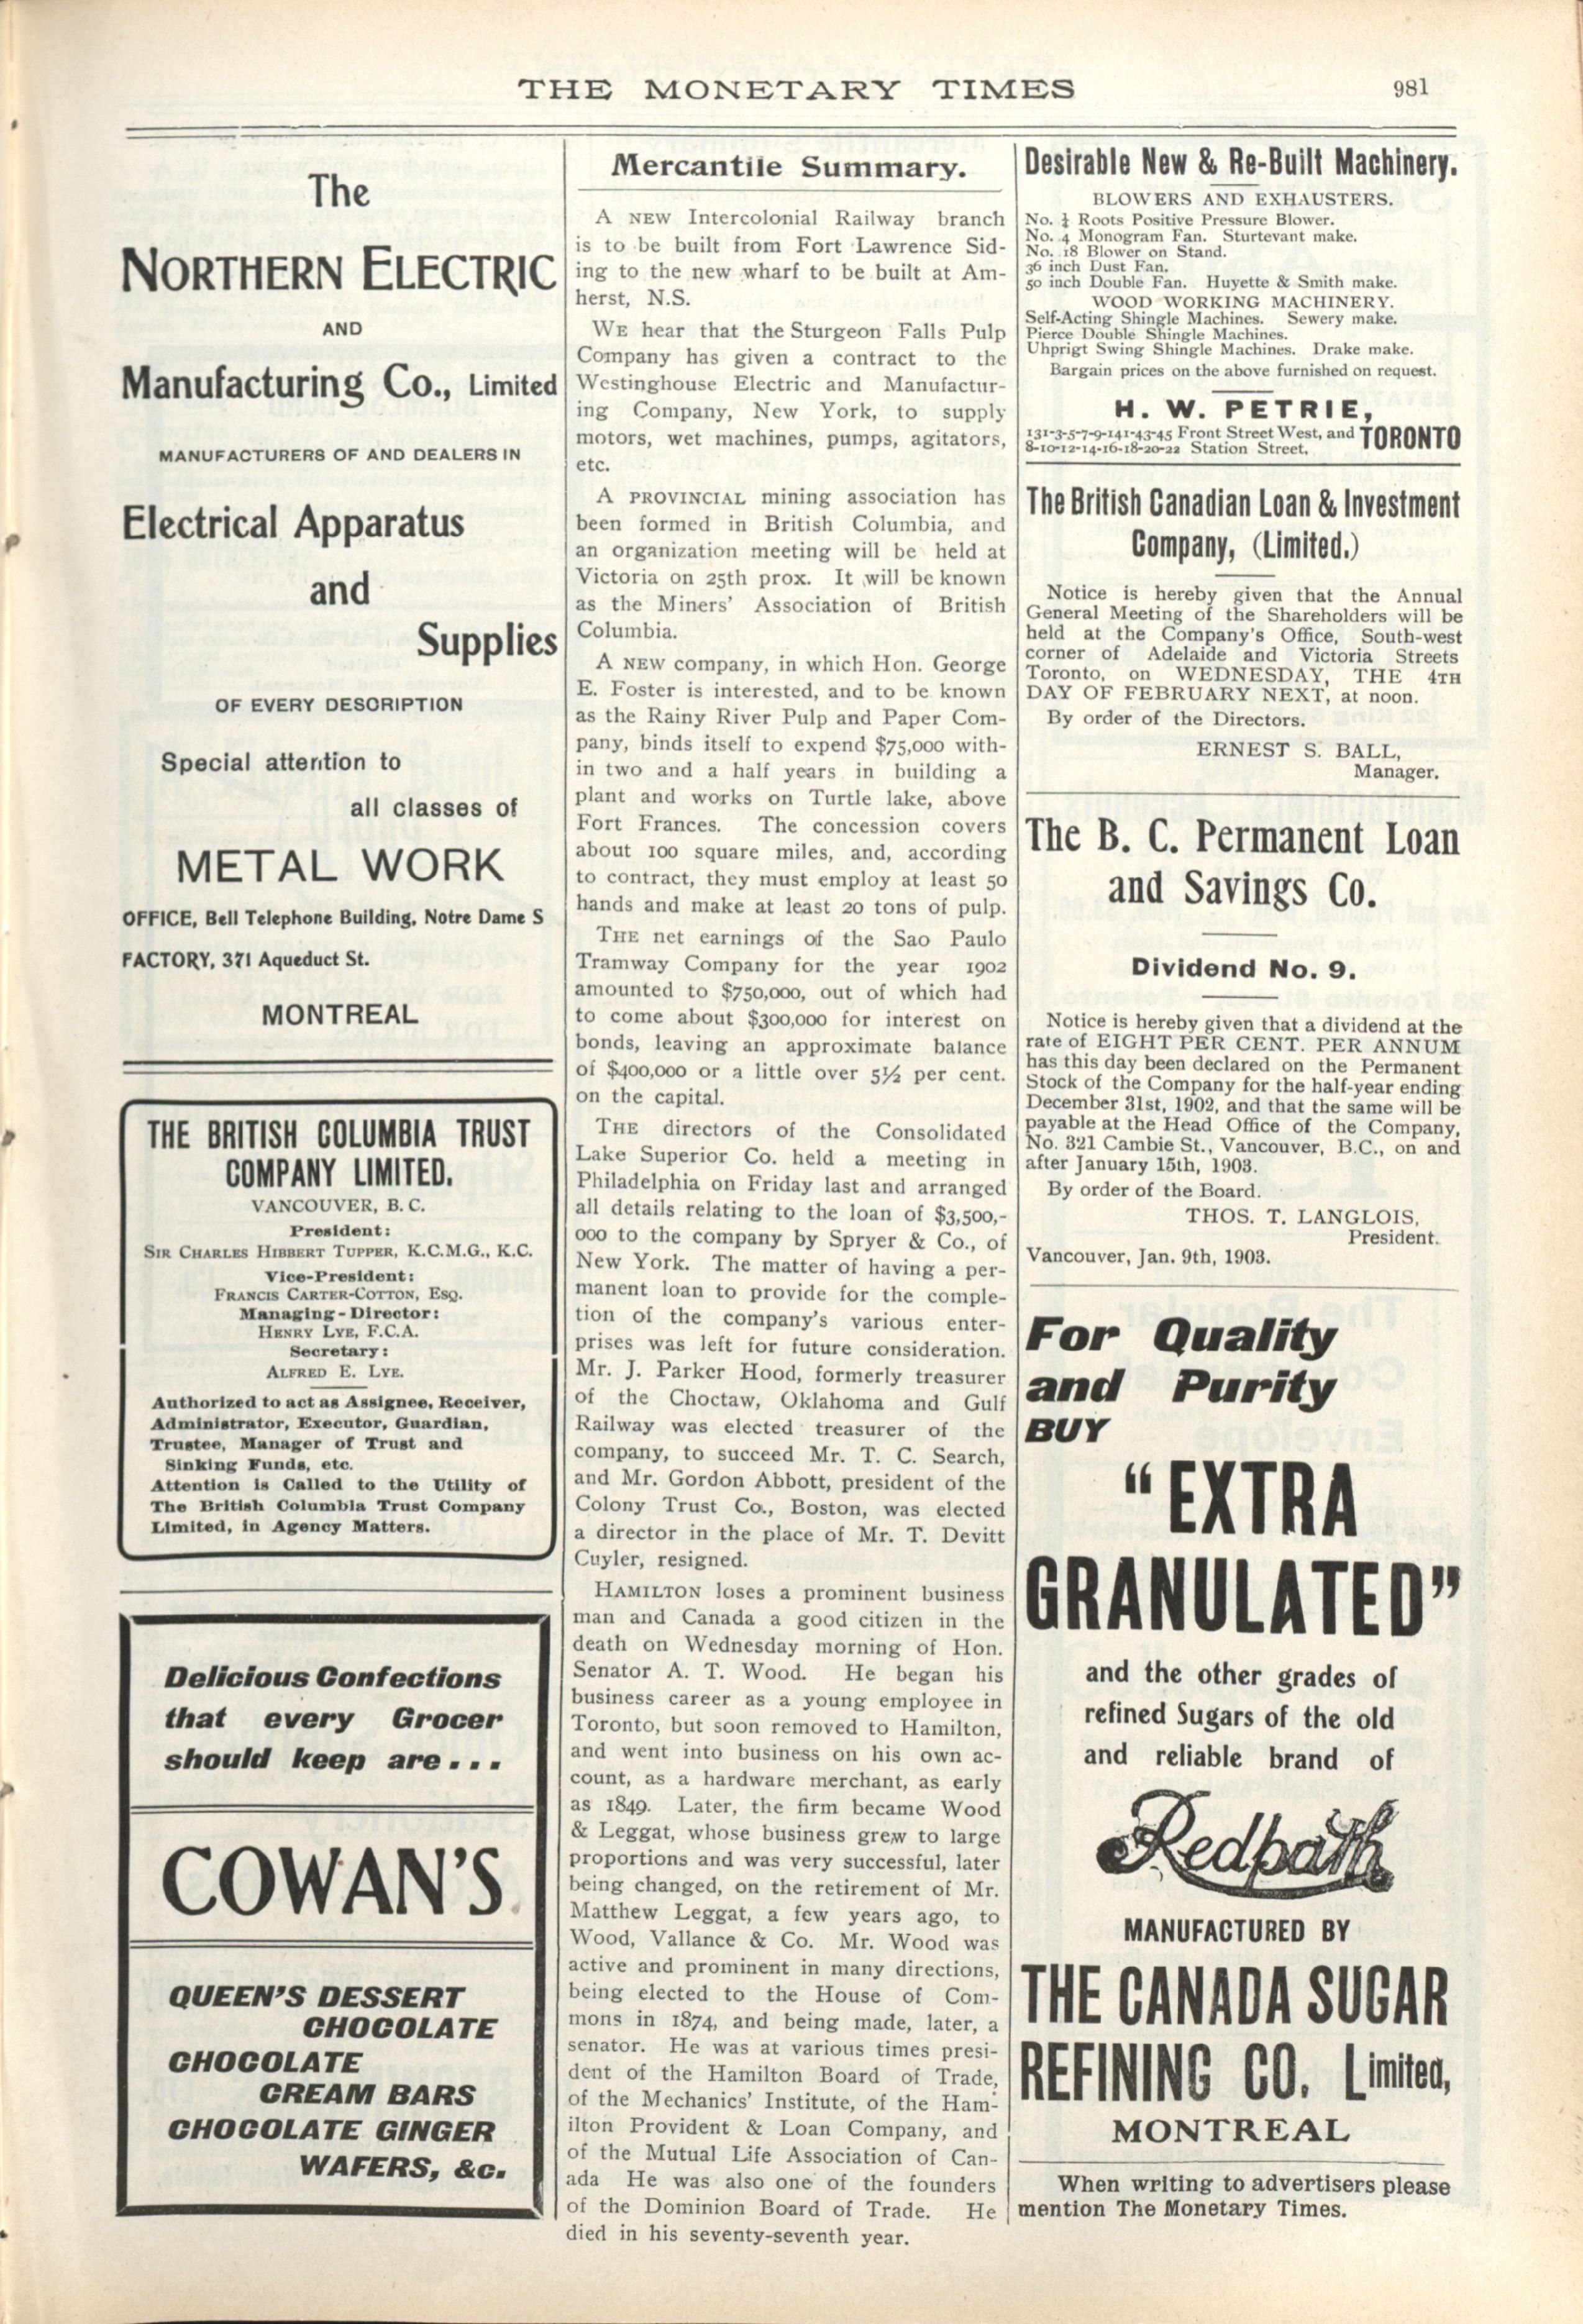 THE MONETARY TIMES
981
The
NORTHERN ELECTRIC
AND
Manufacturing Co., Limited
MANUFACTURERS OF AND DEALERS IN
Electrical Apparatus
and
Supplies
OF EVERY DESCRIPTION
Special attention to
all classes of
METAL WORK
OFFICE, Bell Telephone Building, Notre Dame S
FACTORY, 371 Aqueduct St.
MONTREAL
THE BRITISH COLUMBIA TRUST
COMPANY LIMITED.
VANCOUVER, B. C.
President:
SIR CHARLES HIBBERT TUPPER, K.C.M.G., K.C.
Vice-President:
FRANCIS CARTER-COTTON, ESQ.
Managing-Director:
HENRY LYE, F.C.A.
Secretary:
ALFRED E. LYE.
Authorized to act as Assignee, Receiver,
Administrator, Executor, Guardian,
Trustee, Manager of Trust and
Sinking Funds, etc.
Attention is Called to the Utility of
The British Columbia Trust Company
Limited, in Agency Matters.
Delicious Confections
that every Grocer
should keep are...
COWAN'S
QUEEN'S DESSERT
CHOCOLATE
CHOCOLATE
CREAM BARS
CHOCOLATE GINGER
WAFERS, &c.
Mercantile Summary.
A NEW Intercolonial Railway branch
is to be built from Fort Lawrence Sid-
ing to the new wharf to be built at Am-
herst, N.S.
WE hear that the Sturgeon Falls Pulp
Company has given a contract to the
Westinghouse Electric and Manufactur-
ing Company, New York, to supply
motors, wet machines, pumps, agitators,
etc.
A PROVINCIAL mining association has
been formed in British Columbia, and
an organization meeting will be held at
Victoria on 25th prox. It will be known
as the Miners' Association of British
Columbia.
A NEW company, in which Hon. George
E. Foster is interested, and to be known
as the Rainy River Pulp and Paper Com-
pany, binds itself to expend $75,000 with-
in two and a half years in building a
plant and works on Turtle lake, above
Fort Frances. The concession covers
about 100 square miles, and, according
to contract, they must employ at least 50
hands and make at least 20 tons of pulp.
THE net earnings of the Sao Paulo
Tramway Company for the year 1902
amounted to $750,000, out of which had
to come about $300,000 for interest on
bonds, leaving an approximate balance
of $400,000 or a little over 5½ per cent.
on the capital.
THE directors of the Consolidated
Lake Superior Co. held a meeting in
Philadelphia on Friday last and arranged
all details relating to the loan of $3,500,-
000 to the company by Spryer & Co., of
New York. The matter of having a per-
manent loan to provide for the comple-
tion of the company's various enter-
prises was left for future consideration.
Mr. J. Parker Hood, formerly treasurer
of the Choctaw, Oklahoma and Gulf
Railway was elected treasurer of the
company, to succeed Mr. T. C. Search,
and Mr. Gordon Abbott, president of the
Colony Trust Co., Boston, was elected
a director in the place of Mr. T. Devitt
Cuyler, resigned.
HAMILTON loses a prominent business
man and Canada a good citizen in the
death on Wednesday morning of Hon.
Senator A. T. Wood. He began his
business career as a young employee in
Toronto, but soon removed to Hamilton,
and went into business on his own ac-
count, as a hardware merchant, as early
as 1849. Later, the firm became Wood
& Leggat, whose business grew to large
proportions and was very successful, later
being changed, on the retirement of Mr.
Matthew Leggat, a few years ago, to
Wood, Vallance & Co. Mr. Wood was
active and prominent in many directions,
being elected to the House of Com-
mons in 1874, and being made, later, a
senator. He was at various times presi-
dent of the Hamilton Board of Trade,
of the Mechanics' Institute, of the Ham-
ilton Provident & Loan Company, and
of the Mutual Life Association of Can-
ada He was also one of the founders
of the Dominion Board of Trade. He
died in his seventy-seventh year.
Desirable New & Re-Built Machinery.
BLOWERS AND EXHAUSTERS.
No. ¼ Roots Positive Pressure Blower.
No. 4 Monogram Fan. Sturtevant make.
No. 18 Blower on Stand.
36 inch Dust Fan.
50 inch Double Fan. Huyette & Smith make.
WOOD WORKING MACHINERY.
Self-Acting Shingle Machines. Sewery make.
Pierce Double Shingle Machines.
Uhprigt Swing Shingle Machines. Drake make.
Bargain prices on the above furnished on request.
H. W. PETRIE,
131-3-5-7-9-141-43-45 Front Street West, and
8-10-12-14-16-18-20-22 Station Street,
TORONTO
The British Canadian Loan & Investment
Company, (Limited.)
Notice is hereby given that the Annual
General Meeting of the Shareholders will be
held at the Company's Office, South-west
corner of Adelaide and Victoria Streets
Toronto, on WEDNESDAY, THE 4TH
DAY OF FEBRUARY NEXT, at noon.
By order of the Directors.
ERNEST S. BALL,
Manager.
The B. C. Permanent Loan
and Savings Co.
Dividend No. 9.
Notice is hereby given that a dividend at the
rate of EIGHT PER CENT. PER ANNUM
has this day been declared on the Permanent
Stock of the Company for the half-year ending
December 31st, 1902, and that the same will be
payable at the Head Office of the Company,
No. 321 Cambie St., Vancouver, B.C., on and
after January 15th, 1903.
By order of the Board.
THOS. T. LANGLOIS,
President.
Vancouver, Jan. 9th, 1903.
For Quality
and Purity
BUY
"EXTRA
GRANULATED"
and the other grades of
refined Sugars of the old
and reliable brand of
Redpath
MANUFACTURED BY
THE CANADA SUGAR
REFINING CO. Limited,
MONTREAL
When writing to advertisers please
mention The Monetary Times.